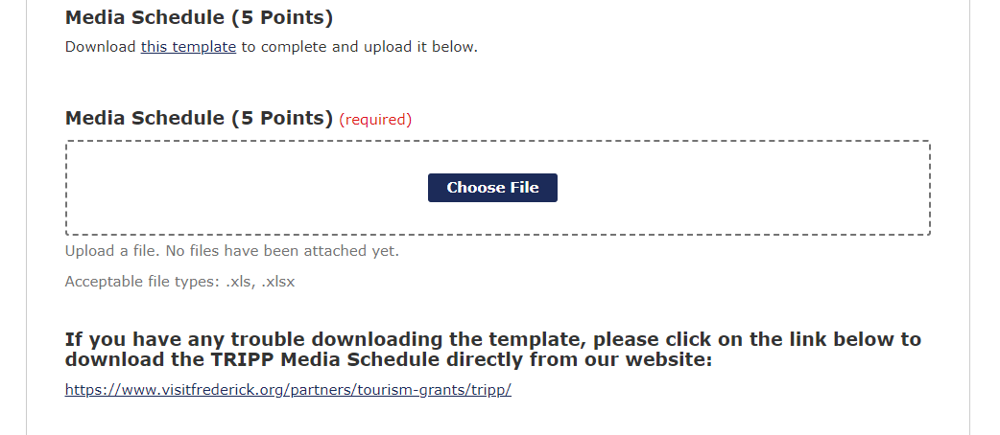 Media Schedule (5 Points)
Download this template to complete and upload it below.
Media Schedule (5 Points) (required)
Choose File
Upload a file. No files have been attached yet.
Acceptable file types: .xls, .xlsx
If you have any trouble downloading the template, please click on the link below to
download the TRIPP Media Schedule directly from our website:
https://www.visitfrederick.org/partners/tourism-grants/tripp/